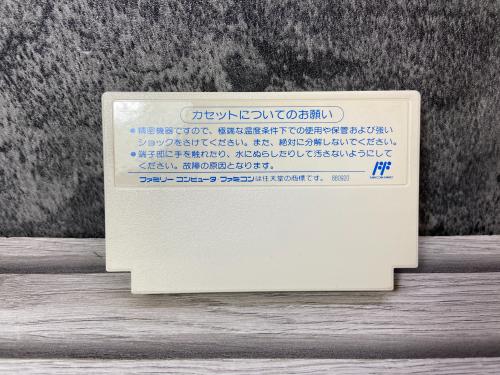 カセットについてのお願い
●精密機器ですので、極端な温度条件下での使用や保管および強い
ショックをさけてください。また、絶対に分解しないでください。
●端子部に手を触れたり、水にぬらしたりして汚さないようにして
ください。故障の原因となります。
ファミリーコンピュータ・ファミコンは任天堂の商標です。 880920